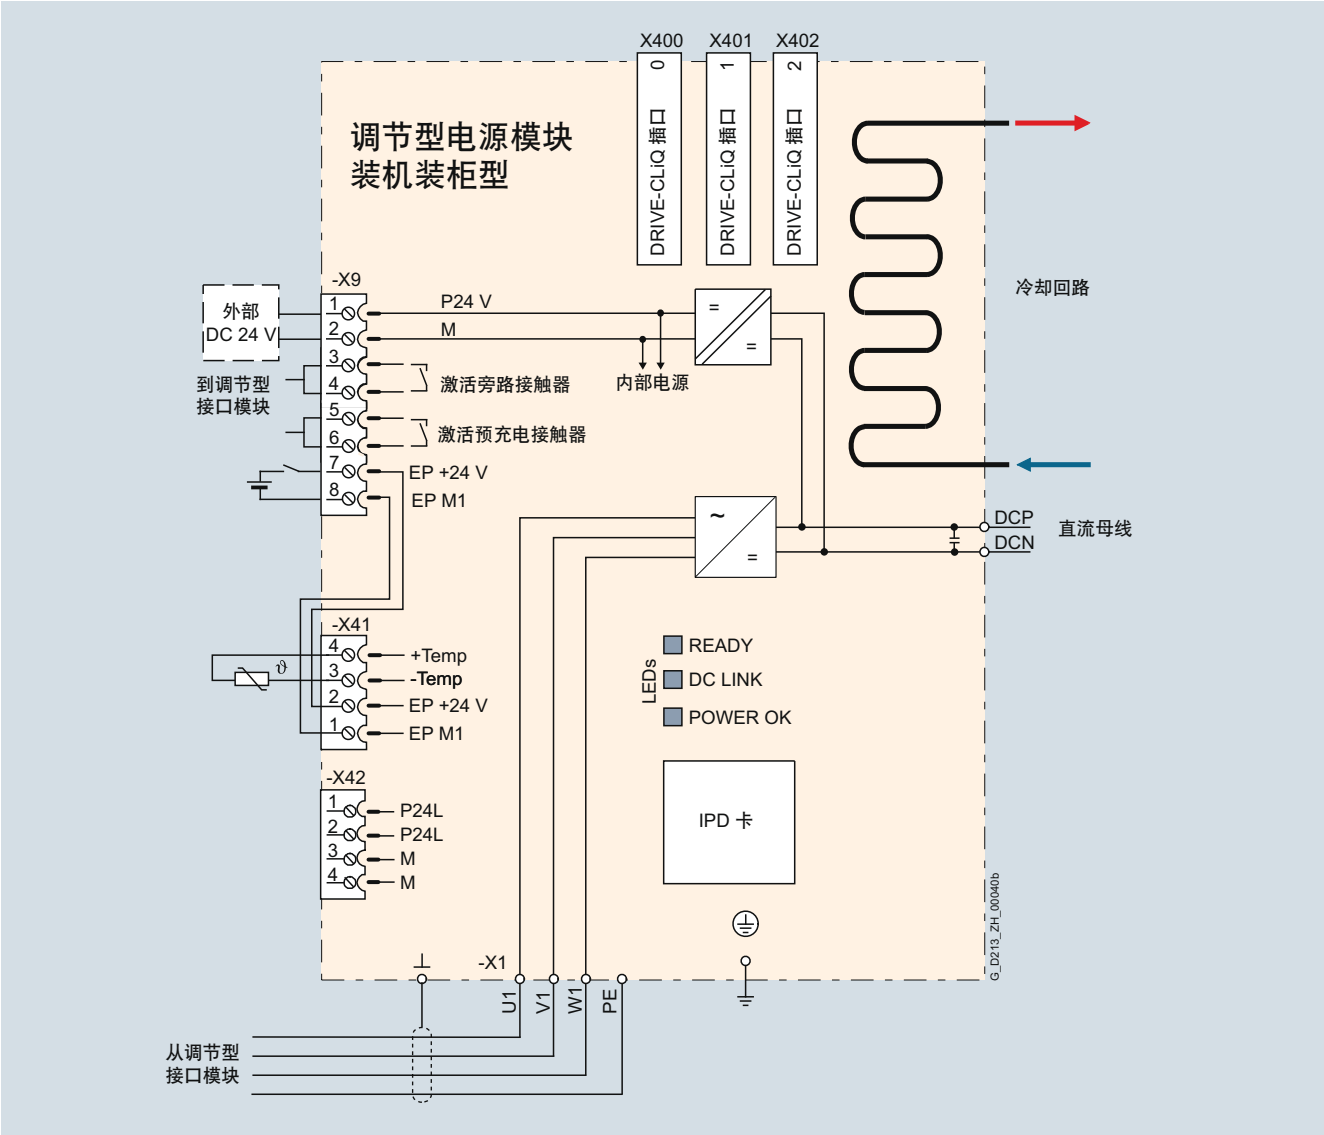 X400
X401
X402
0
1
2
DRIVE-CLiQ 插口
DRIVE-CLiQ 插口
DRIVE-CLiQ 插口
调节型电源模块
装机装柜型
冷却回路
-X9
外部
DC 24 V
1
2
3
4
5
6
7
8
P24 V
M
=
=
内部电源
到调节型
接口模块
激活旁路接触器
激活预充电接触器
EP +24 V
EP M1
~
=
DCP
DCN
直流母线
-X41
ϑ
4
3
2
1
+Temp
-Temp
EP +24 V
EP M1
LEDs
READY
DC LINK
POWER OK
-X42
1
2
3
4
P24L
P24L
M
M
IPD 卡
G_D213_ZH_00040b
-X1
U1
V1
W1
PE
从调节型
接口模块